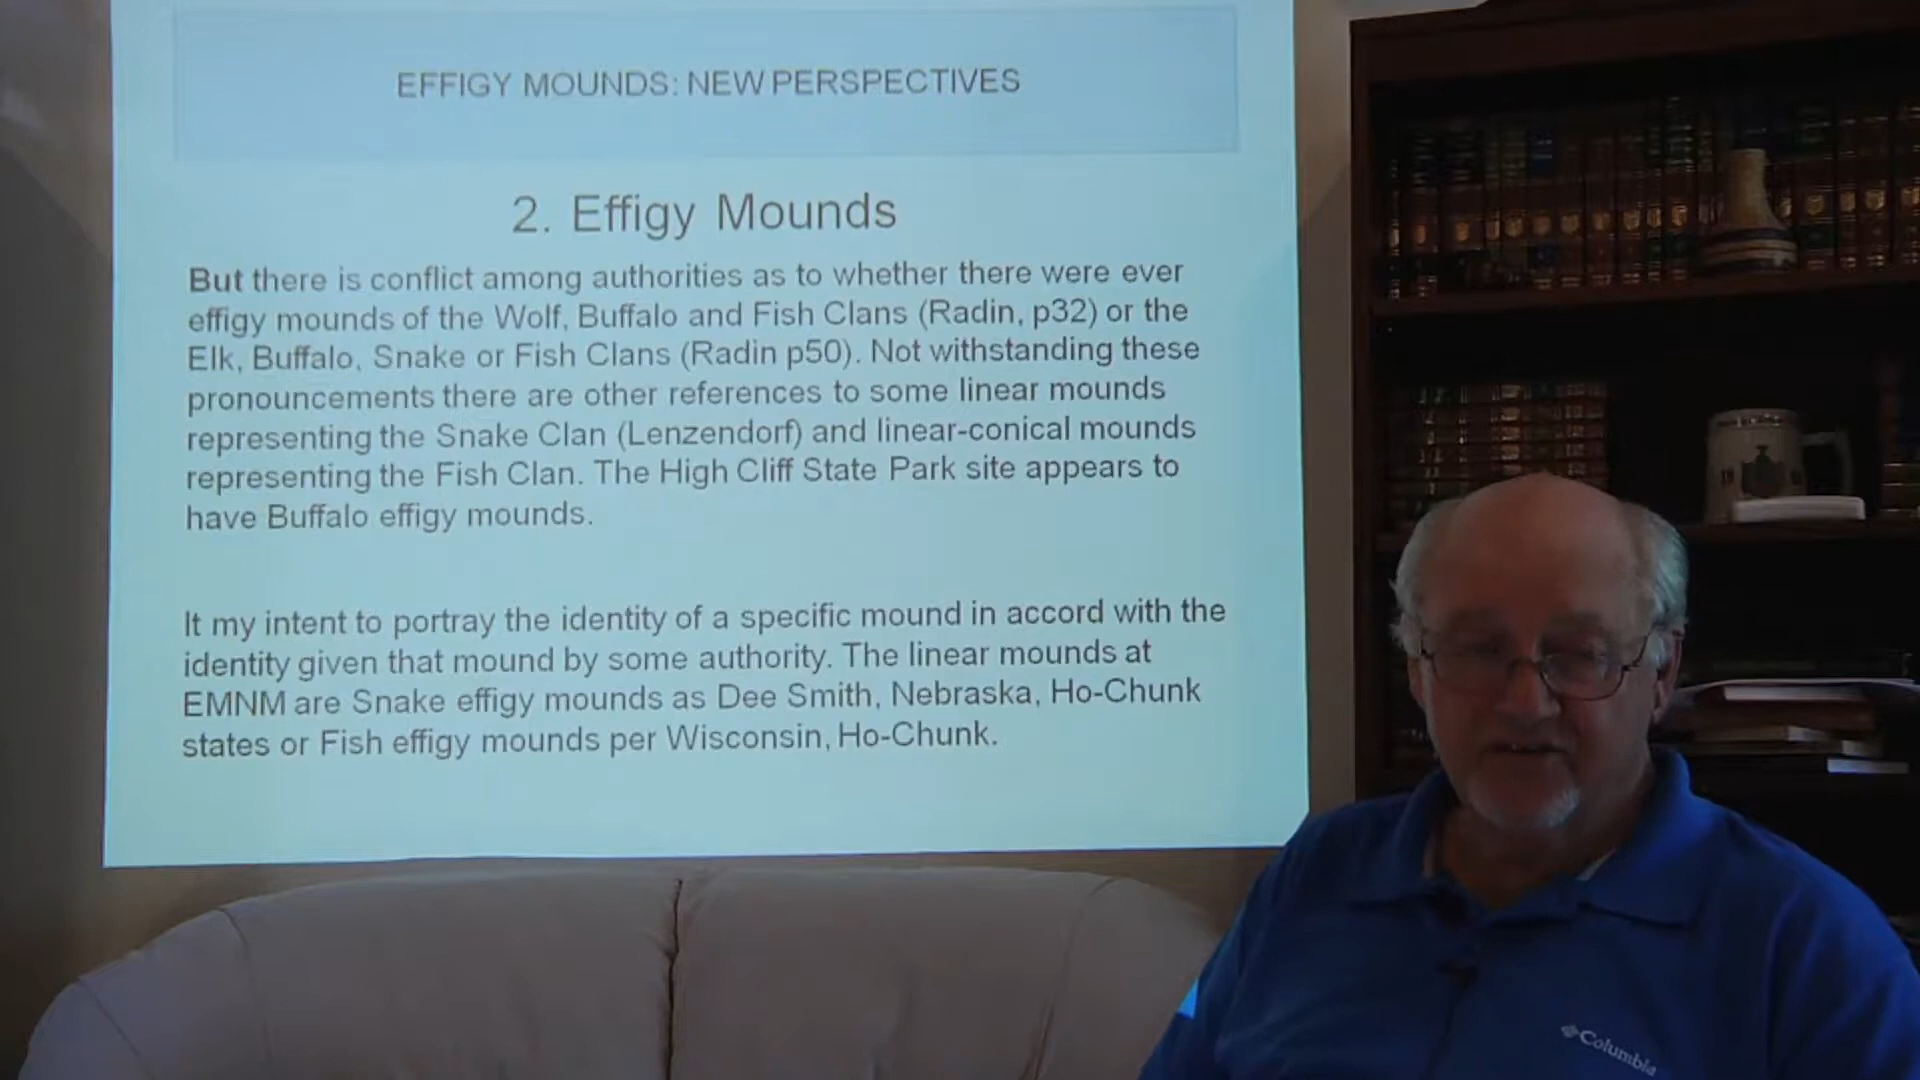 EFFIGY MOUNDS: NEW PERSPECTIVES
2. Effigy Mounds
But there is conflict among authorities as to whether there were ever
effigy mounds of the Wolf, Buffalo and Fish Clans (Radin, p32) or the
Elk, Buffalo, Snake or Fish Clans (Radin p50). Not withstanding these
pronouncements there are other references to some linear mounds
representing the Snake Clan (Lenzendorf) and linear-conical mounds
representing the Fish Clan. The High Cliff State Park site appears to
have Buffalo effigy mounds.
It my intent to portray the identity of a specific mound in accord with the
identity given that mound by some authority. The linear mounds at
EMNM are Snake effigy mounds as Dee Smith, Nebraska, Ho-Chunk
states or Fish effigy mounds per Wisconsin, Ho-Chunk.
Columbia